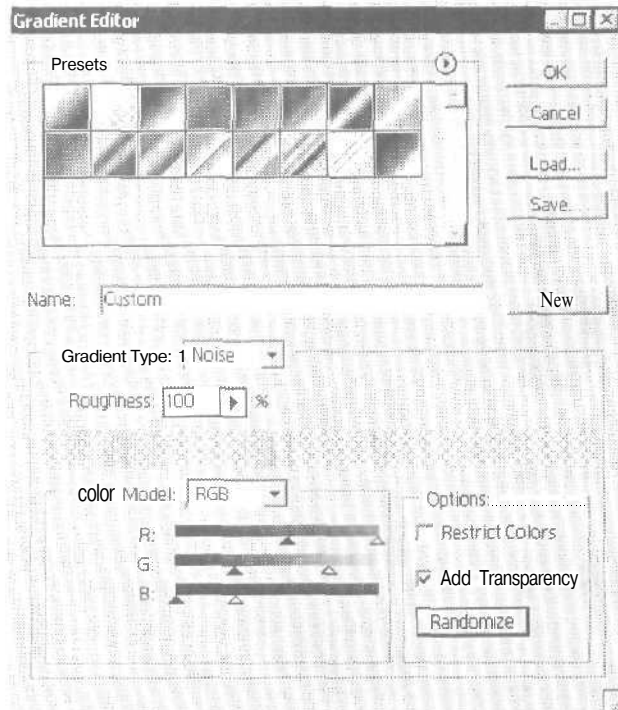 Gradient Editor
Presets
OK
Cancel
Load...
Save...
Name: Custom
New
Gradient Type: 1 Noise
Roughness: 100 %
color Model: RGB
R:
G:
B:
Options:
Restrict Colors
Add Transparency
Randomize